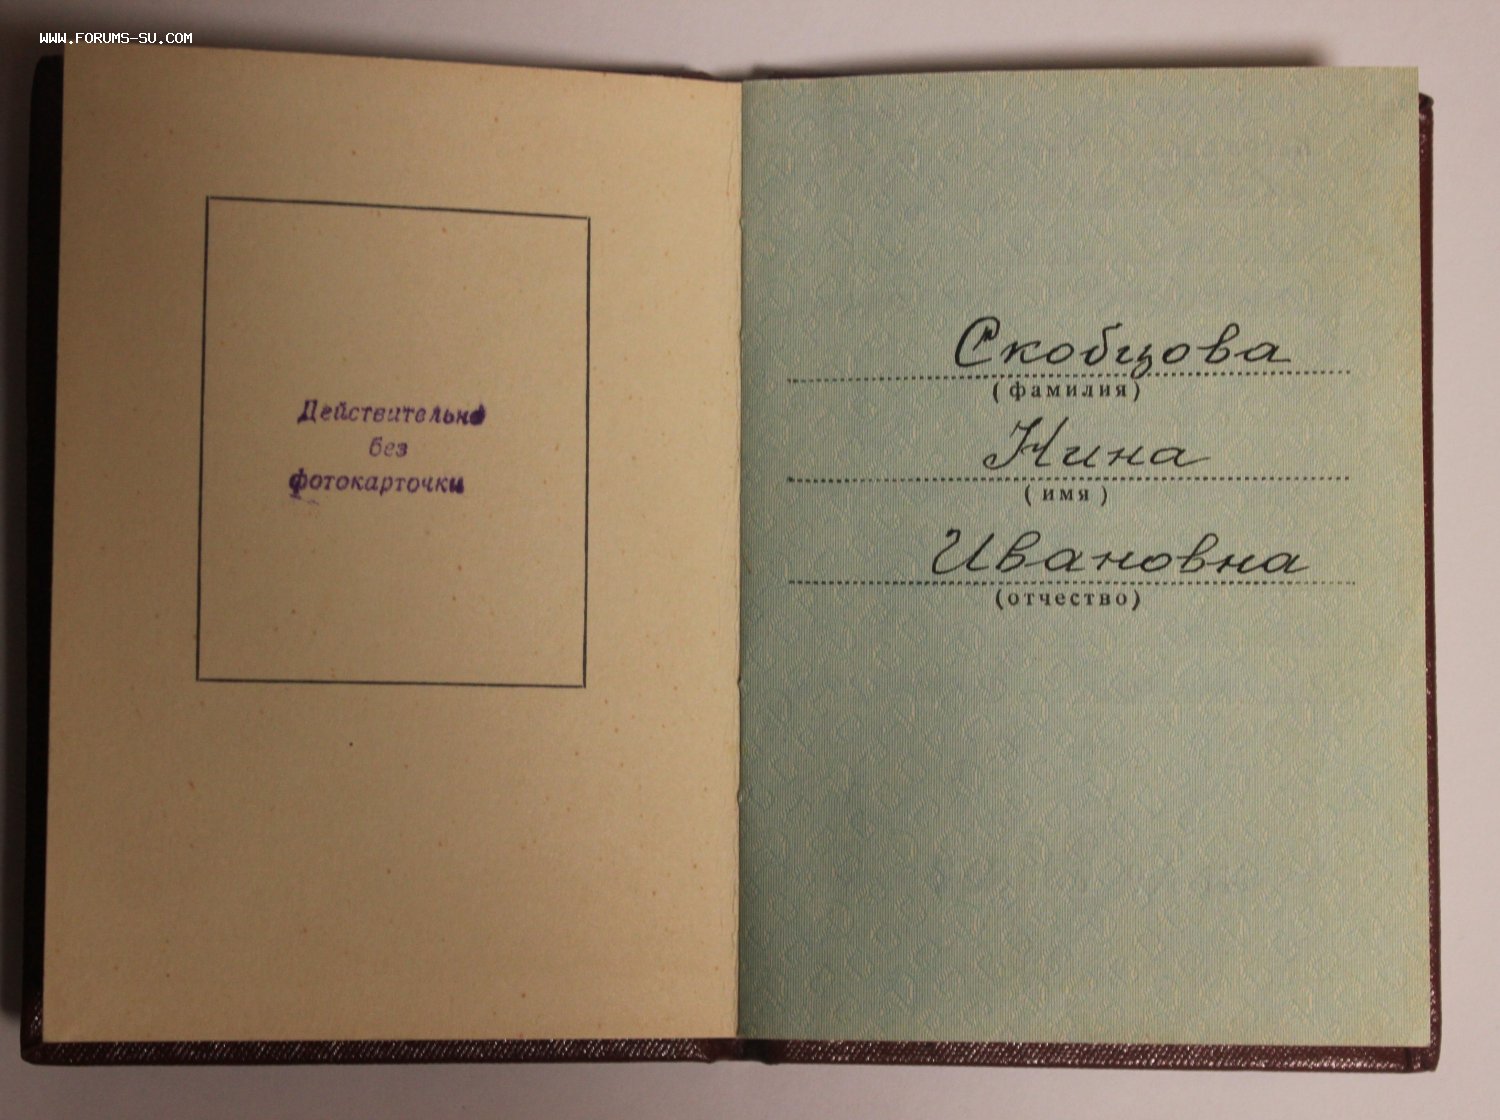 WWW.FORUMS-SU.COM
Действительно
без
фотокарточки
Скобцова
(фамилия)
Нина
(имя)
Ивановна
(отчество)